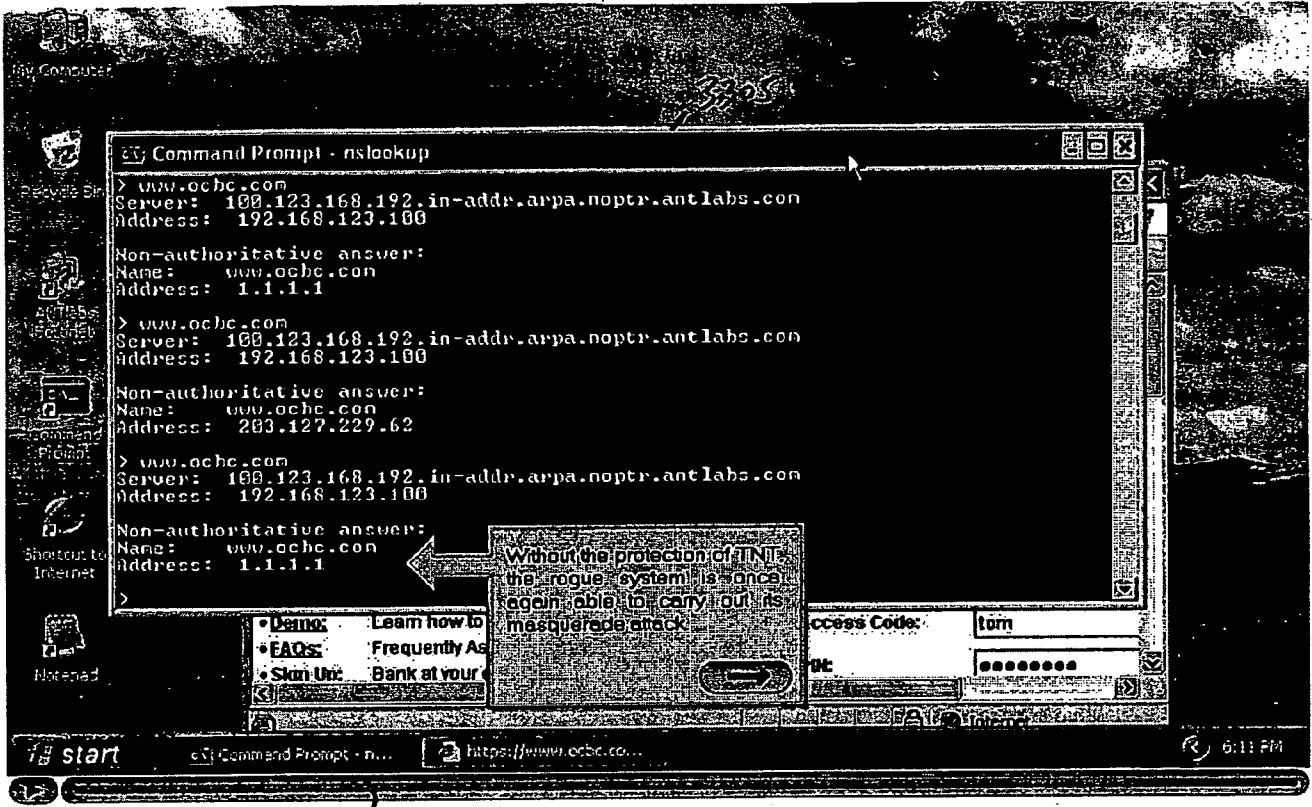 My Computer
Command Prompt - nslookup
Recycle Bin
> www.ocbc.com
Server: 100.123.168.192.in-addr.arpa.noptr.antlabs.com
Address: 192.168.123.100
Non-authoritative answer:
Name: www.ocbc.com
Address: 1.1.1.1
> www.ocbc.com
Server: 100.123.168.192.in-addr.arpa.noptr.antlabs.com
Address: 192.168.123.100
Non-authoritative answer:
Name: www.ocbc.com
Address: 203.127.229.62
> www.ocbc.com
Server: 100.123.168.192.in-addr.arpa.noptr.antlabs.com
Address: 192.168.123.100
Non-authoritative answer:
Name: www.ocbc.com
Address: 1.1.1.1
>
Command
Prompt
Shortcut to
Internet
Notepad
Without the protection of TNT,
the rogue system is once
again able to carry out its
masquerade attack
• Demo: Learn how to
• FAQs: Frequently As
• Sign Up: Bank at your
ccess Code: tom
Internet
start
Command Prompt - n...
https://www.ocbc.co...
6:11 PM